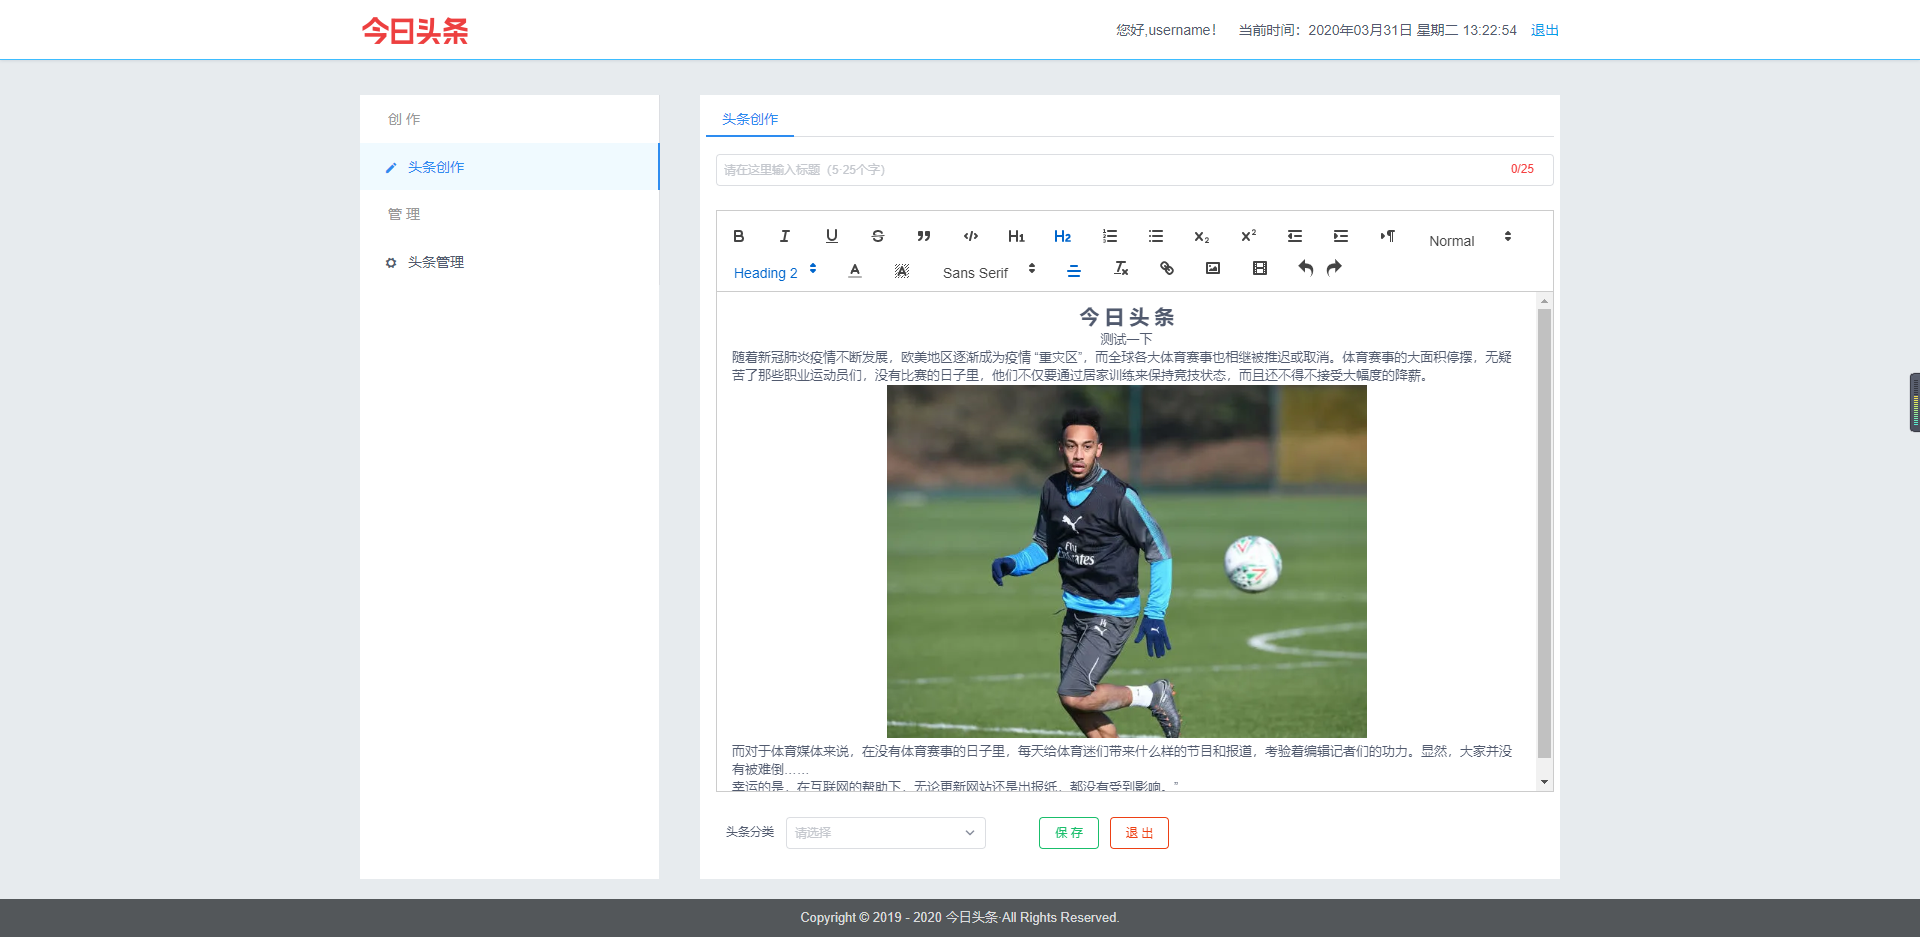 今日头条
您好,username！ 当前时间：2020年03月31日 星期二 13:22:54 退出
创 作
头条创作
管 理
头条管理
头条创作
请在这里输入标题（5-25个字） 0/25
B I U S H1 H2 X2 X2 Normal
Heading 2 A A Sans Serif
今日头条
测试一下
随着新冠肺炎疫情不断发展，欧美地区逐渐成为疫情 “重灾区”，而全球各大体育赛事也相继被推迟或取消。体育赛事的大面积停摆，无疑
苦了那些职业运动员们，没有比赛的日子里，他们不仅要通过居家训练来保持竞技状态，而且还不得不接受大幅度的降薪。
Fly
Emirates
14
而对于体育媒体来说，在没有体育赛事的日子里，每天给体育迷们带来什么样的节目和报道，考验着编辑记者们的功力。显然，大家并没
有被难倒……
幸运的是，在互联网的帮助下，无论更新网站还是出报纸，都没有受到影响。”
头条分类 请选择 保 存 退 出
Copyright © 2019 - 2020 今日头条·All Rights Reserved.